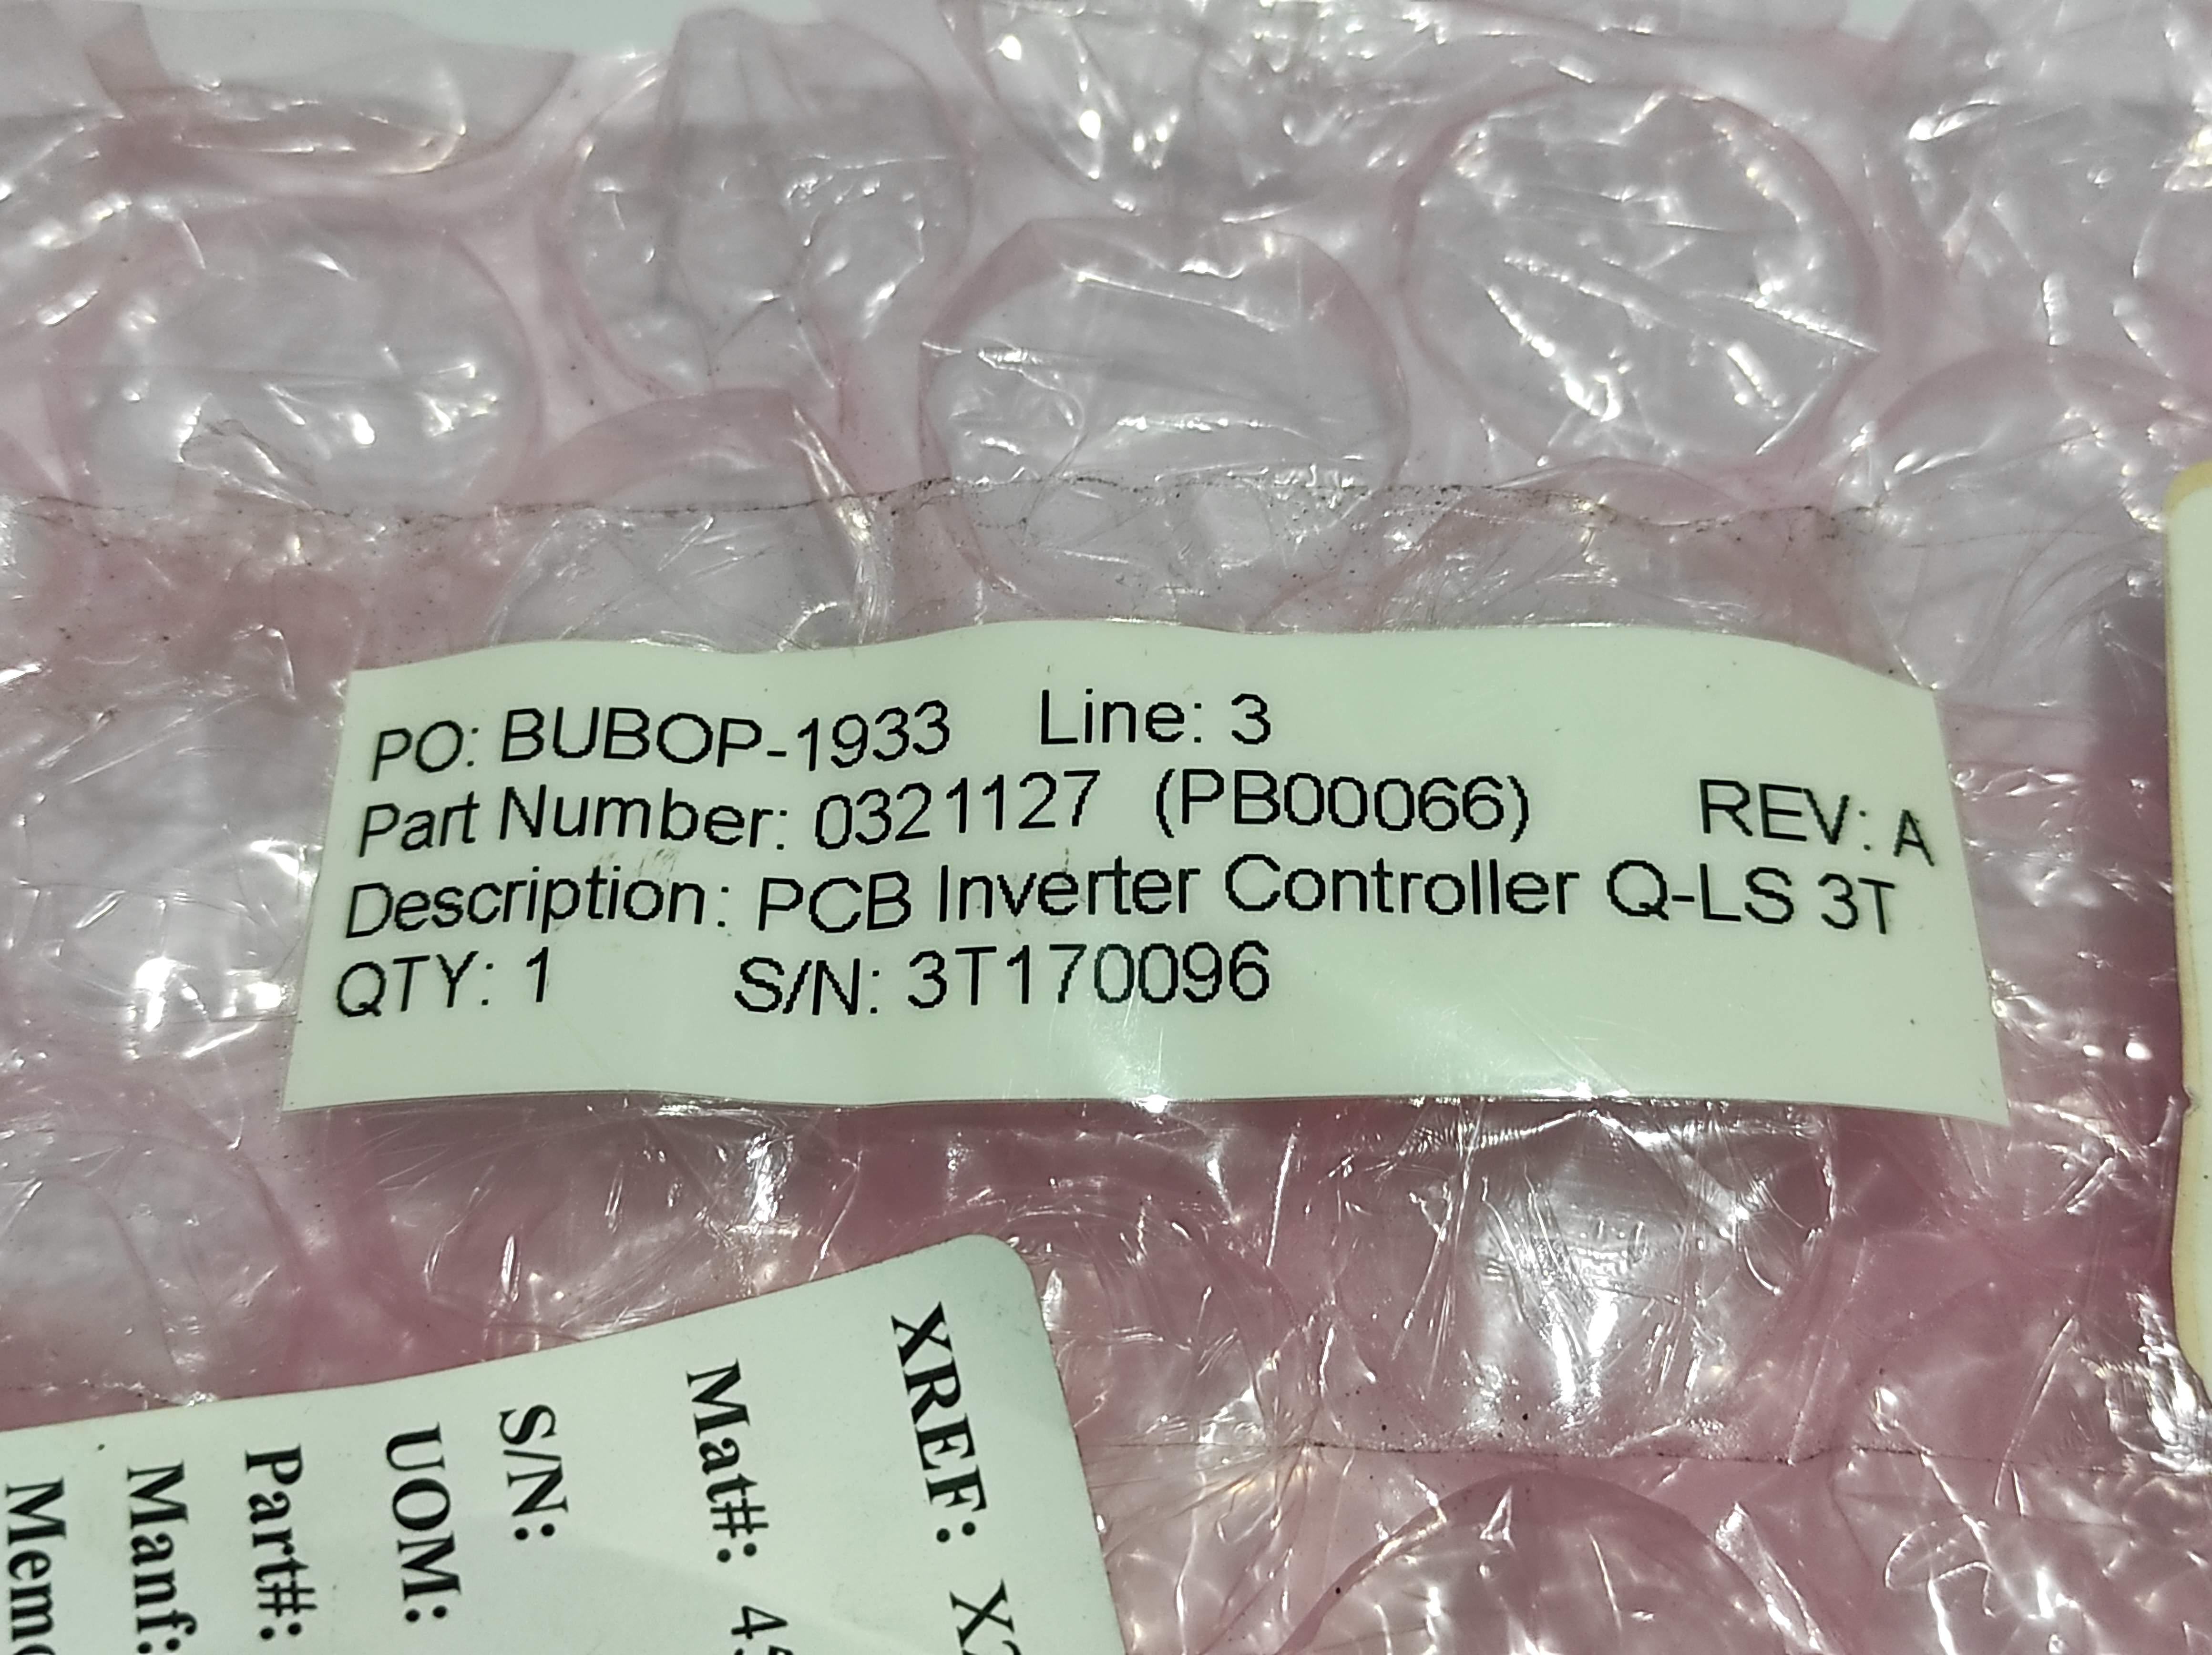 PO: BUBOP-1933 Line: 3
Part Number: 0321127 (PB00066) REV: A
Description: PCB Inverter Controller Q-LS 3T
QTY: 1 S/N: 3T170096
XREF:
Mat#:
S/N:
UOM:
Part#:
Manf: